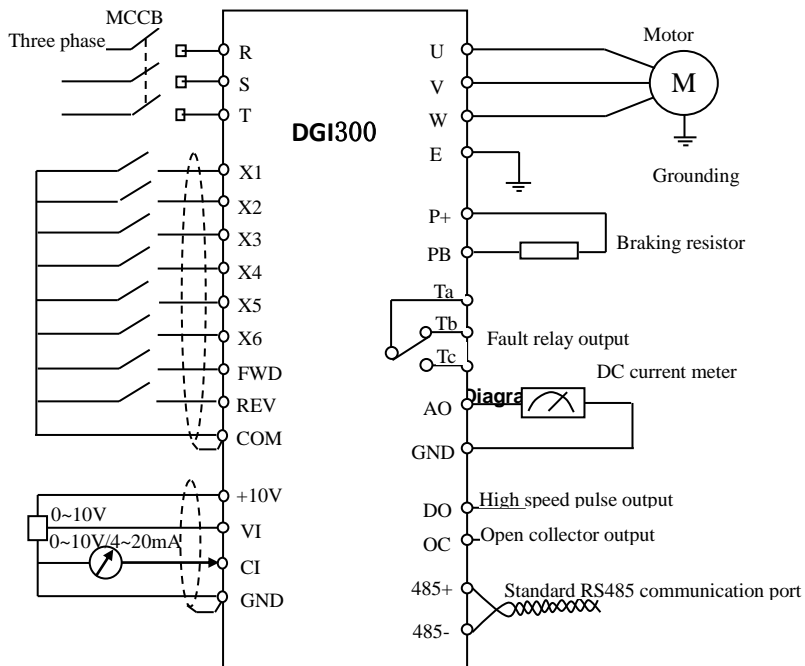 MCCB
Three phase
R
S
T
DGI300
U
V
W
E
Motor
M
Grounding
X1
X2
X3
X4
X5
X6
FWD
REV
COM
P+
PB
Braking resistor
Ta
Tb
Tc
Fault relay output
DC current meter
Diagra
AO
GND
+10V
0~10V
VI
0~10V/4~20mA
CI
GND
DO
High speed pulse output
OC
Open collector output
485+
Standard RS485 communication port
485-